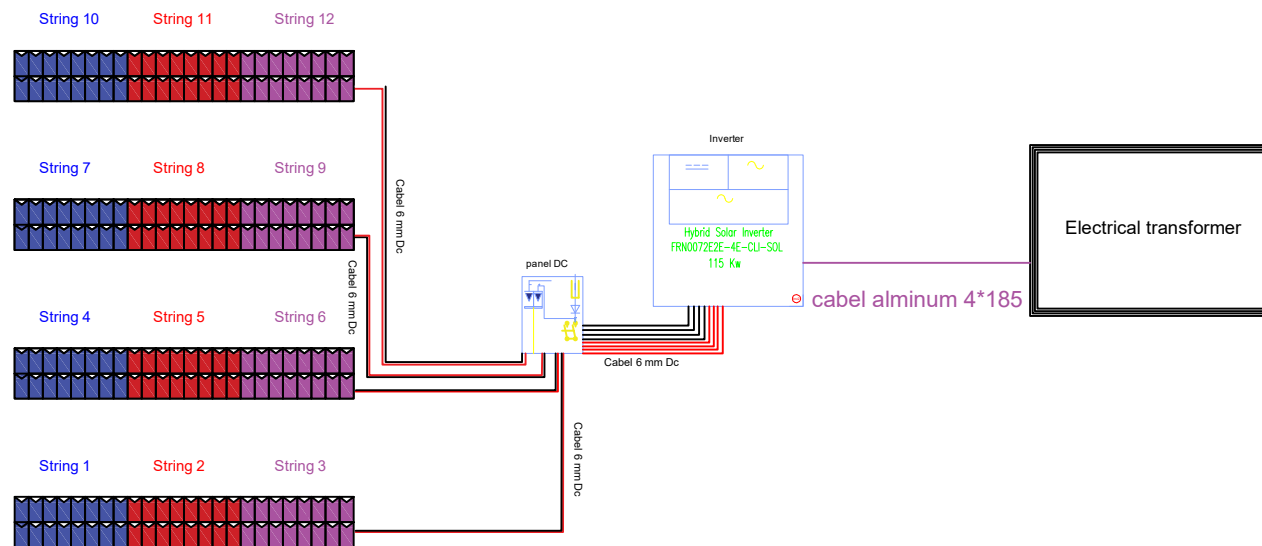 String 10
String 11
String 12
String 7
String 8
String 9
Cabel 6 mm Dc
Inverter
Hybrid Solar Inverter
FRN0072E2E-4E-CLI-SOL
115 Kw
Electrical transformer
panel DC
cabel alminum 4*185
Cabel 6 mm Dc
String 4
String 5
String 6
Cabel 6 mm Dc
Cabel 6 mm Dc
String 1
String 2
String 3